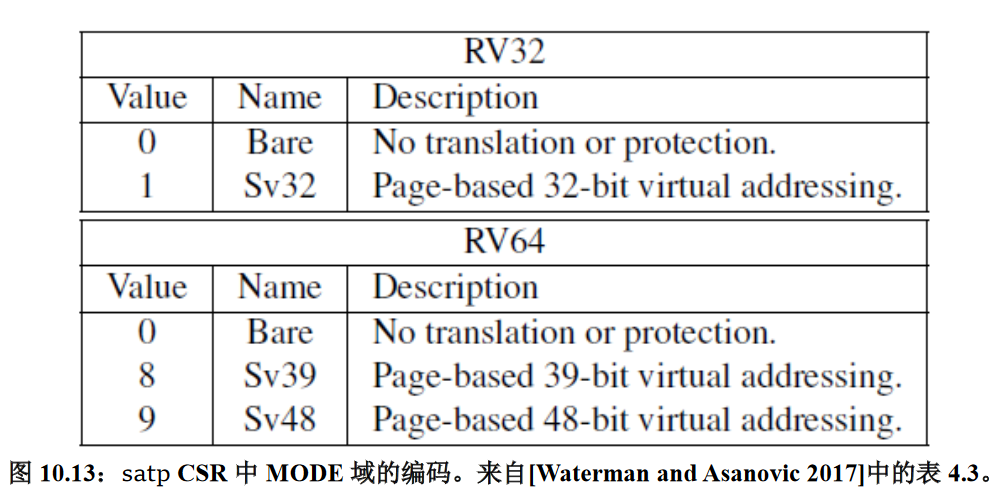 RV32
Value Name Description
0 Bare No translation or protection.
1 Sv32 Page-based 32-bit virtual addressing.
RV64
Value Name Description
0 Bare No translation or protection.
8 Sv39 Page-based 39-bit virtual addressing.
9 Sv48 Page-based 48-bit virtual addressing.
图 10.13：satp CSR 中 MODE 域的编码。来自[Waterman and Asanovic 2017]中的表 4.3。